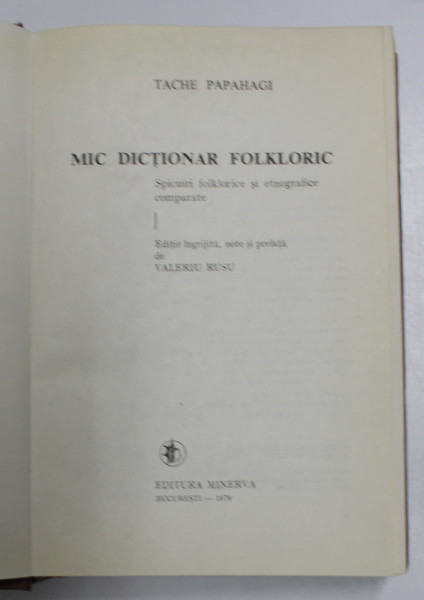 TACHE PAPAHAGI
MIC DICȚIONAR FOLKLORIC
Spicuiri folklorice și etnografice
comparate
Ediție îngrijită, note și prefață
de
VALERIU RUSU
EDITURA MINERVA
BUCUREȘTI — 1979